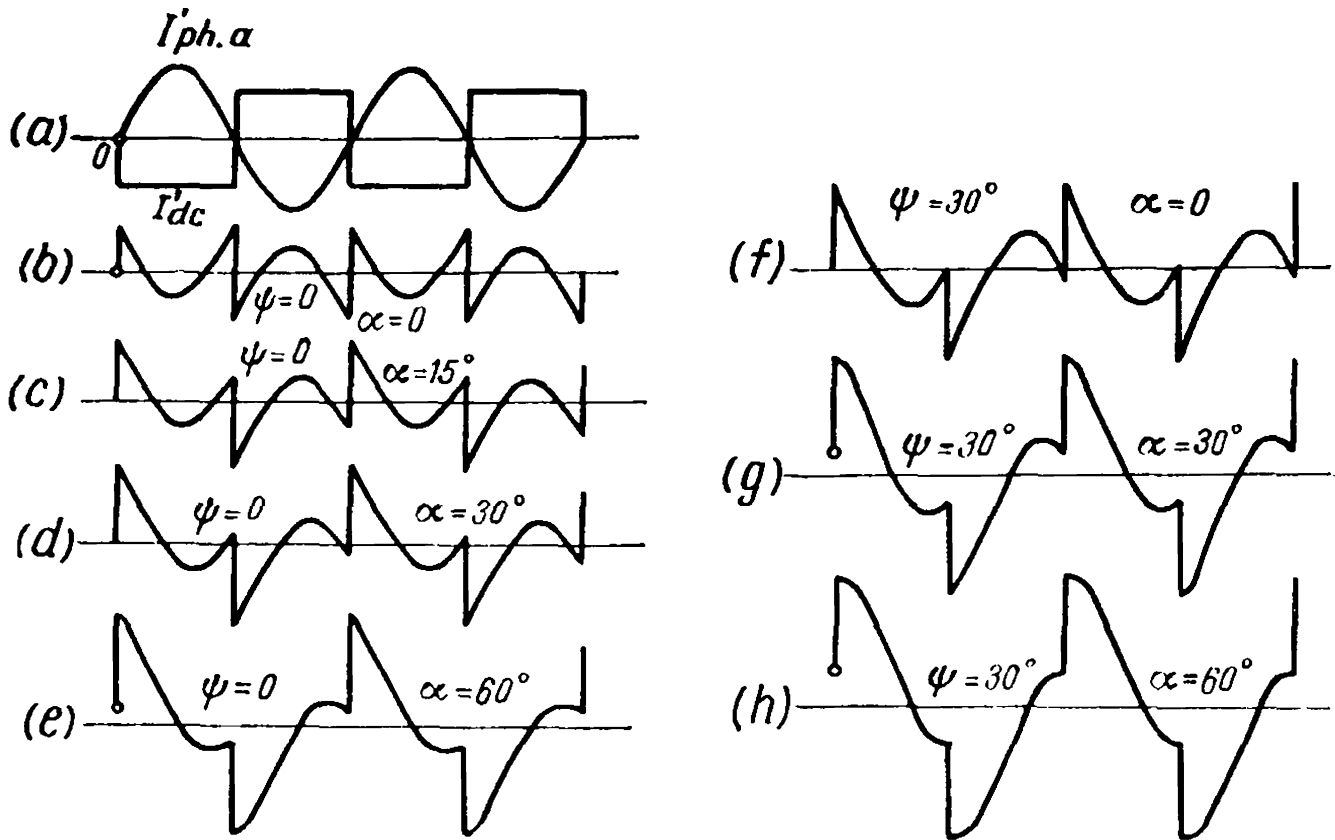 I'ph. a
(a)
0
I'dc
(b)
ψ = 0
α = 0
(c)
ψ = 0
α = 15°
(d)
ψ = 0
α = 30°
(e)
ψ = 0
α = 60°
(f)
ψ = 30°
α = 0
(g)
ψ = 30°
α = 30°
(h)
ψ = 30°
α = 60°